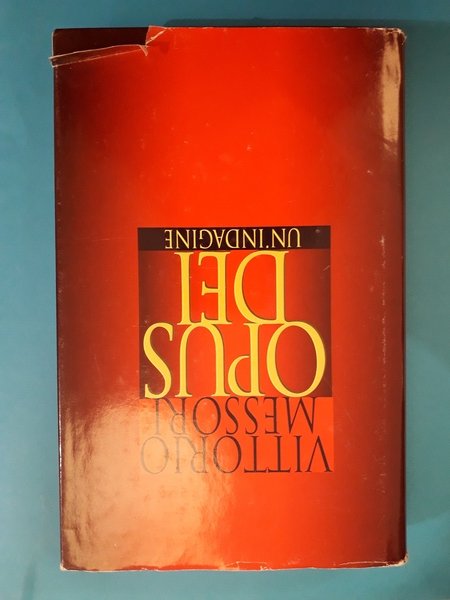 VITTORIO
MESSORI
OPUS
DEI
UN'INDAGINE